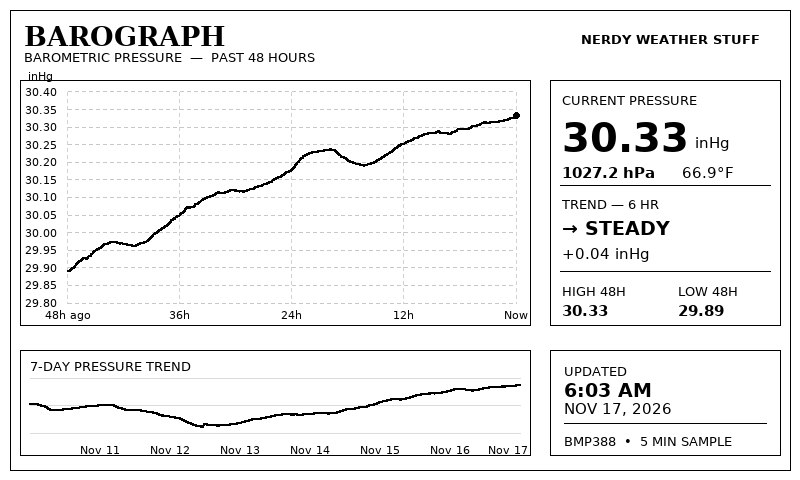 BAROGRAPH
BAROMETRIC PRESSURE — PAST 48 HOURS
NERDY WEATHER STUFF
inHg
30.40
30.35
30.30
30.25
30.20
30.15
30.10
30.05
30.00
29.95
29.90
29.85
29.80
48h ago 36h 24h 12h Now
CURRENT PRESSURE
30.33 inHg
1027.2 hPa 66.9°F
TREND — 6 HR
→ STEADY
+0.04 inHg
HIGH 48H LOW 48H
30.33 29.89
7-DAY PRESSURE TREND
Nov 11 Nov 12 Nov 13 Nov 14 Nov 15 Nov 16 Nov 17
UPDATED
6:03 AM
NOV 17, 2026
BMP388 • 5 MIN SAMPLE